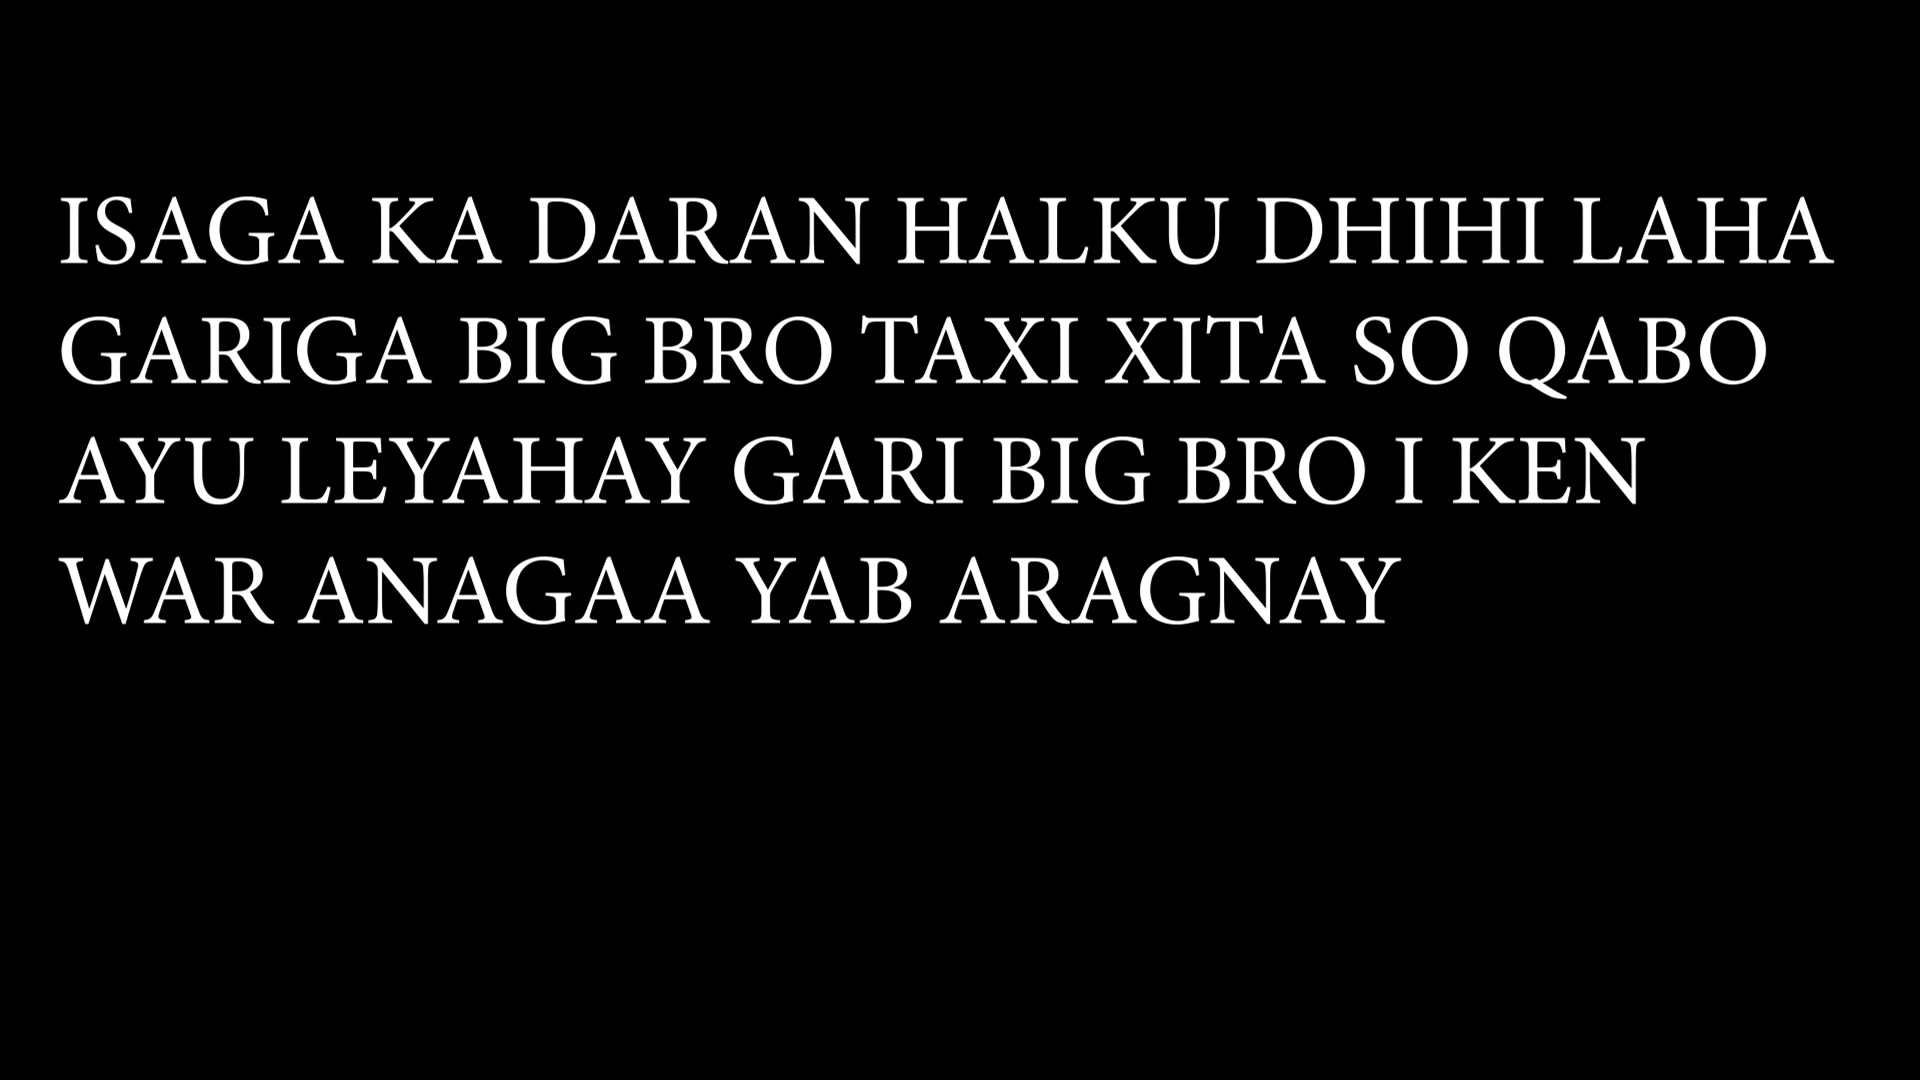 ISAGA KA DARAN HALKU DHIHI LAHA
GARIGA BIG BRO TAXI XITA SO QABO
AYU LEYAHAY GARI BIG BRO I KEN
WAR ANAGAA YAB ARAGNAY